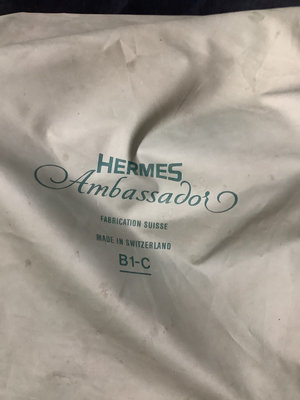 HERMES
Ambassador
FABRICATION SUISSE
MADE IN SWITZERLAND
B1-C